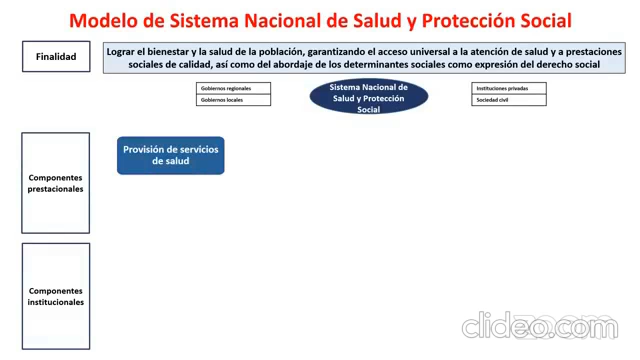 Modelo de Sistema Nacional de Salud y Protección Social
Finalidad
Lograr el bienestar y la salud de la población, garantizando el acceso universal a la atención de salud y a prestaciones
sociales de calidad, así como del abordaje de los determinantes sociales como expresión del derecho social
Gobiernos regionales
Gobiernos locales
Sistema Nacional de
Salud y Protección
Social
Instituciones privadas
Sociedad civil
Provisión de servicios
de salud
Componentes
prestacionales
Componentes
institucionales
zoom
clideo.com